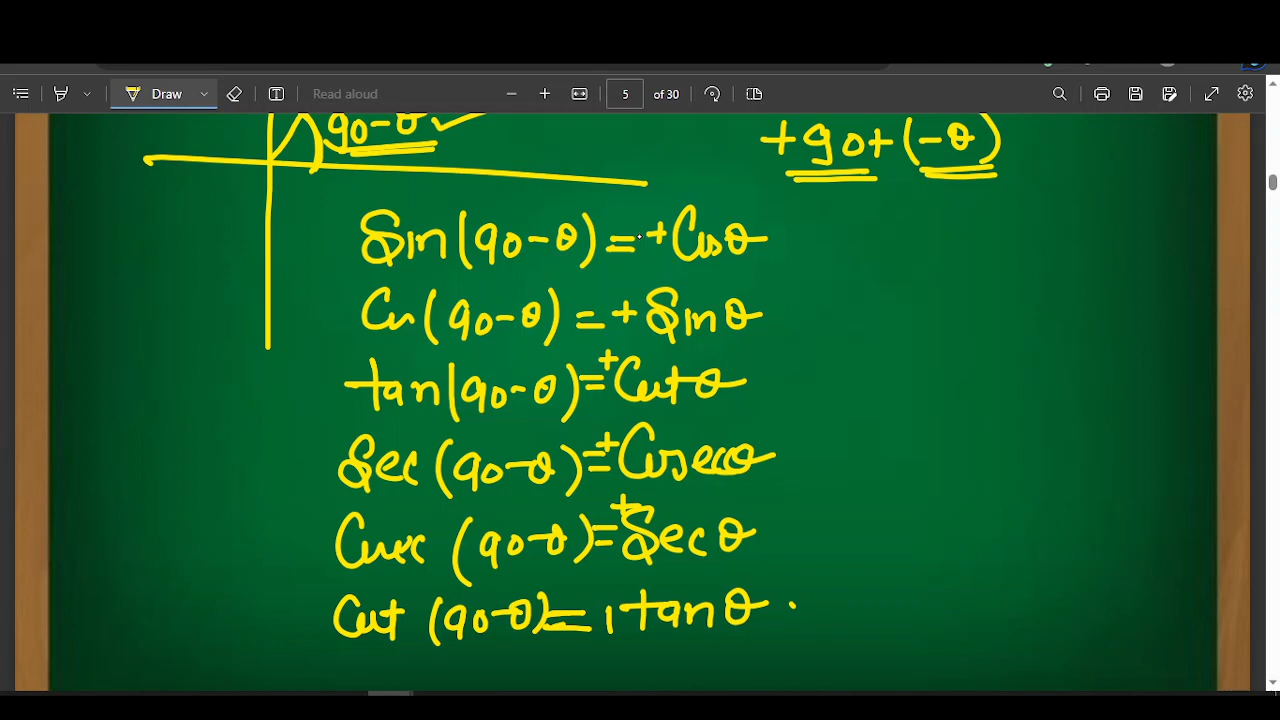 Draw
Read aloud
5 of 30
90-θ
+90+(-θ)
Sin(90-θ)=+Cosθ
Cos(90-θ)=+Sinθ
tan(90-θ)=+Cotθ
Sec(90-θ)=+Cosecθ
Cosec(90-θ)=+Secθ
Cot(90-θ)=+tanθ